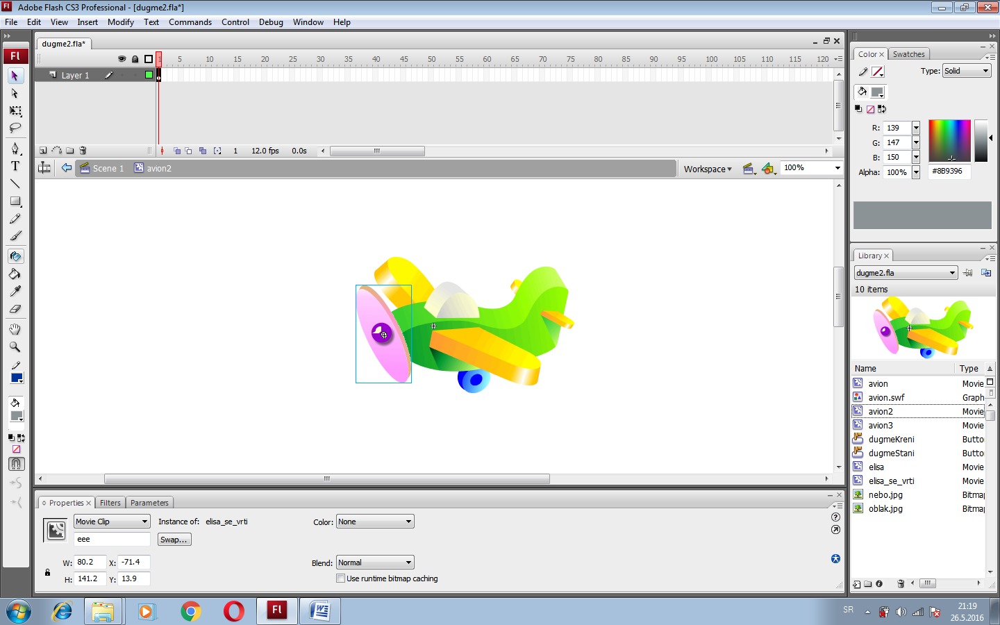 Adobe Flash CS3 Professional - [dugme2.fla*]
File Edit View Insert Modify Text Commands Control Debug Window Help
Fl
dugme2.fla*
1 5 10 15 20 25 30 35 40 45 50 55 60 65 70 75 80 85 90 95 100 105 110 115 120
Layer 1
1 12.0 fps 0.0s
Scene 1 avion2
Workspace 100%
T
S
Color Swatches
Type: Solid
R: 139
G: 147
B: 150
Alpha: 100% #8B9396
Library
dugme2.fla
10 items
Name Type
avion Movie
avion.swf Graph
avion2 Movie
avion3 Movie
dugmeKreni Butto
dugmeStani Butto
elisa Movie
elisa_se_vrti Movie
nebo.jpg Bitmap
oblak.jpg Bitmap
Properties Filters Parameters
Movie Clip Instance of: elisa_se_vrti Color: None
eee Swap...
W: 80.2 X: -71.4 Blend: Normal
H: 141.2 Y: 13.9 Use runtime bitmap caching
Fl W SR 21:19
26.5.2016